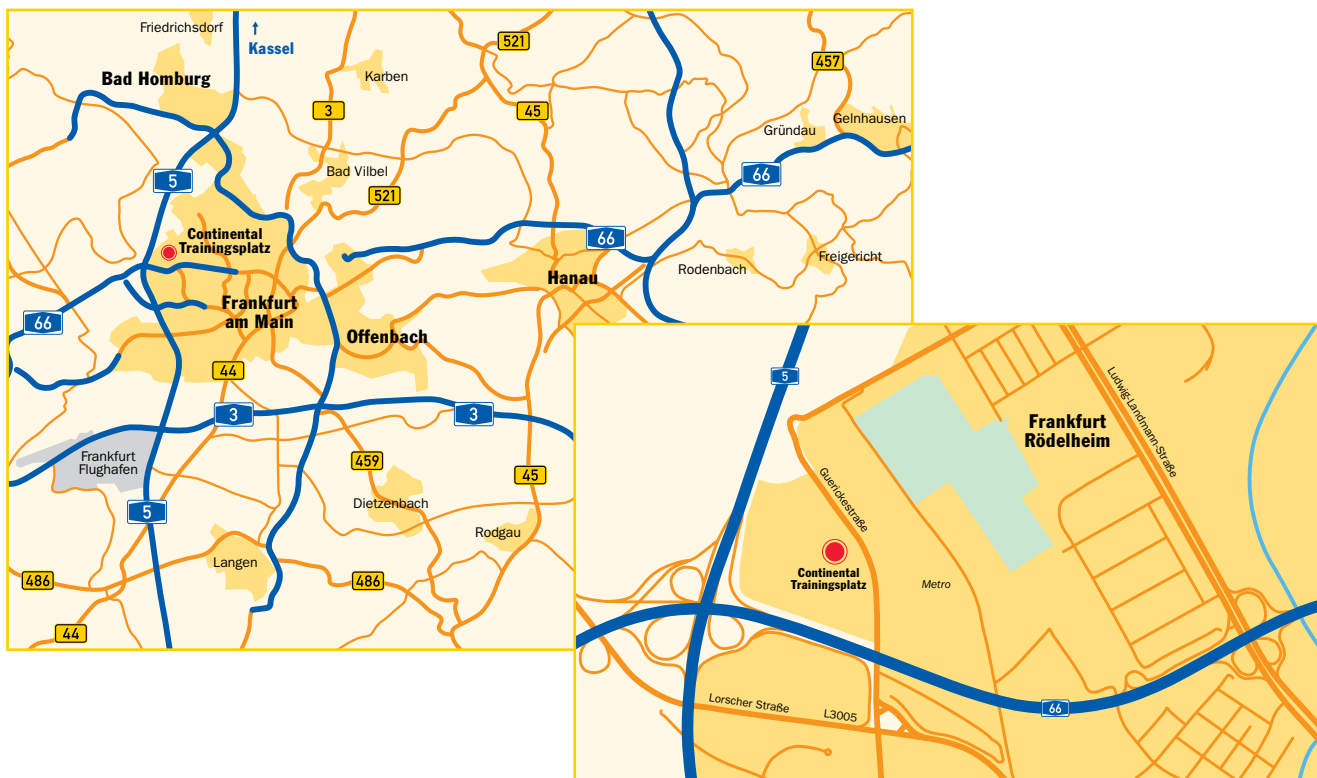 Friedrichsdorf
Kassel
Bad Homburg
Karben
521
457
3
45
Gelnhausen
Gründau
5
Bad Vilbel
521
66
Continental
Trainingsplatz
66
Rodenbach
Freigericht
Hanau
Frankfurt
am Main
66
Offenbach
44
3
3
Frankfurt
Flughafen
459
45
Dietzenbach
5
Rodgau
Langen
486
486
44
5
Ludwig-Landmann-Straße
Frankfurt
Rödelheim
Guerickestraße
Continental
Trainingsplatz
Metro
66
Lorscher Straße
L3005